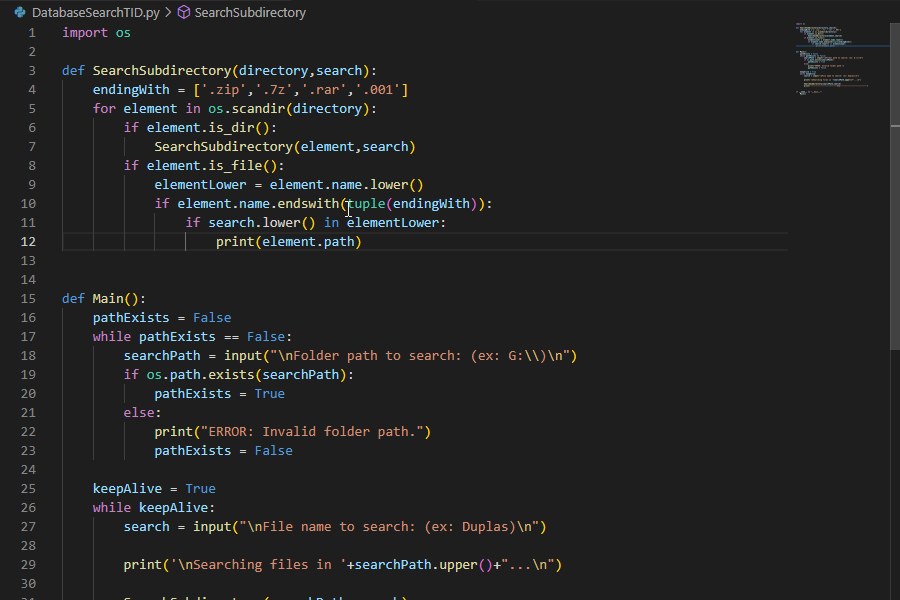 DatabaseSearchTID.py > SearchSubdirectory
1 import os
2
3 def SearchSubdirectory(directory,search):
4 endingWith = ['.zip','.7z','.rar','.001']
5 for element in os.scandir(directory):
6 if element.is_dir():
7 SearchSubdirectory(element,search)
8 if element.is_file():
9 elementLower = element.name.lower()
10 if element.name.endswith(tuple(endingWith)):
11 if search.lower() in elementLower:
12 print(element.path)
13
14
15 def Main():
16 pathExists = False
17 while pathExists == False:
18 searchPath = input("\nFolder path to search: (ex: G:\\)\n")
19 if os.path.exists(searchPath):
20 pathExists = True
21 else:
22 print("ERROR: Invalid folder path.")
23 pathExists = False
24
25 keepAlive = True
26 while keepAlive:
27 search = input("\nFile name to search: (ex: Duplas)\n")
28
29 print('\nSearching files in '+searchPath.upper()+"...\n")
30